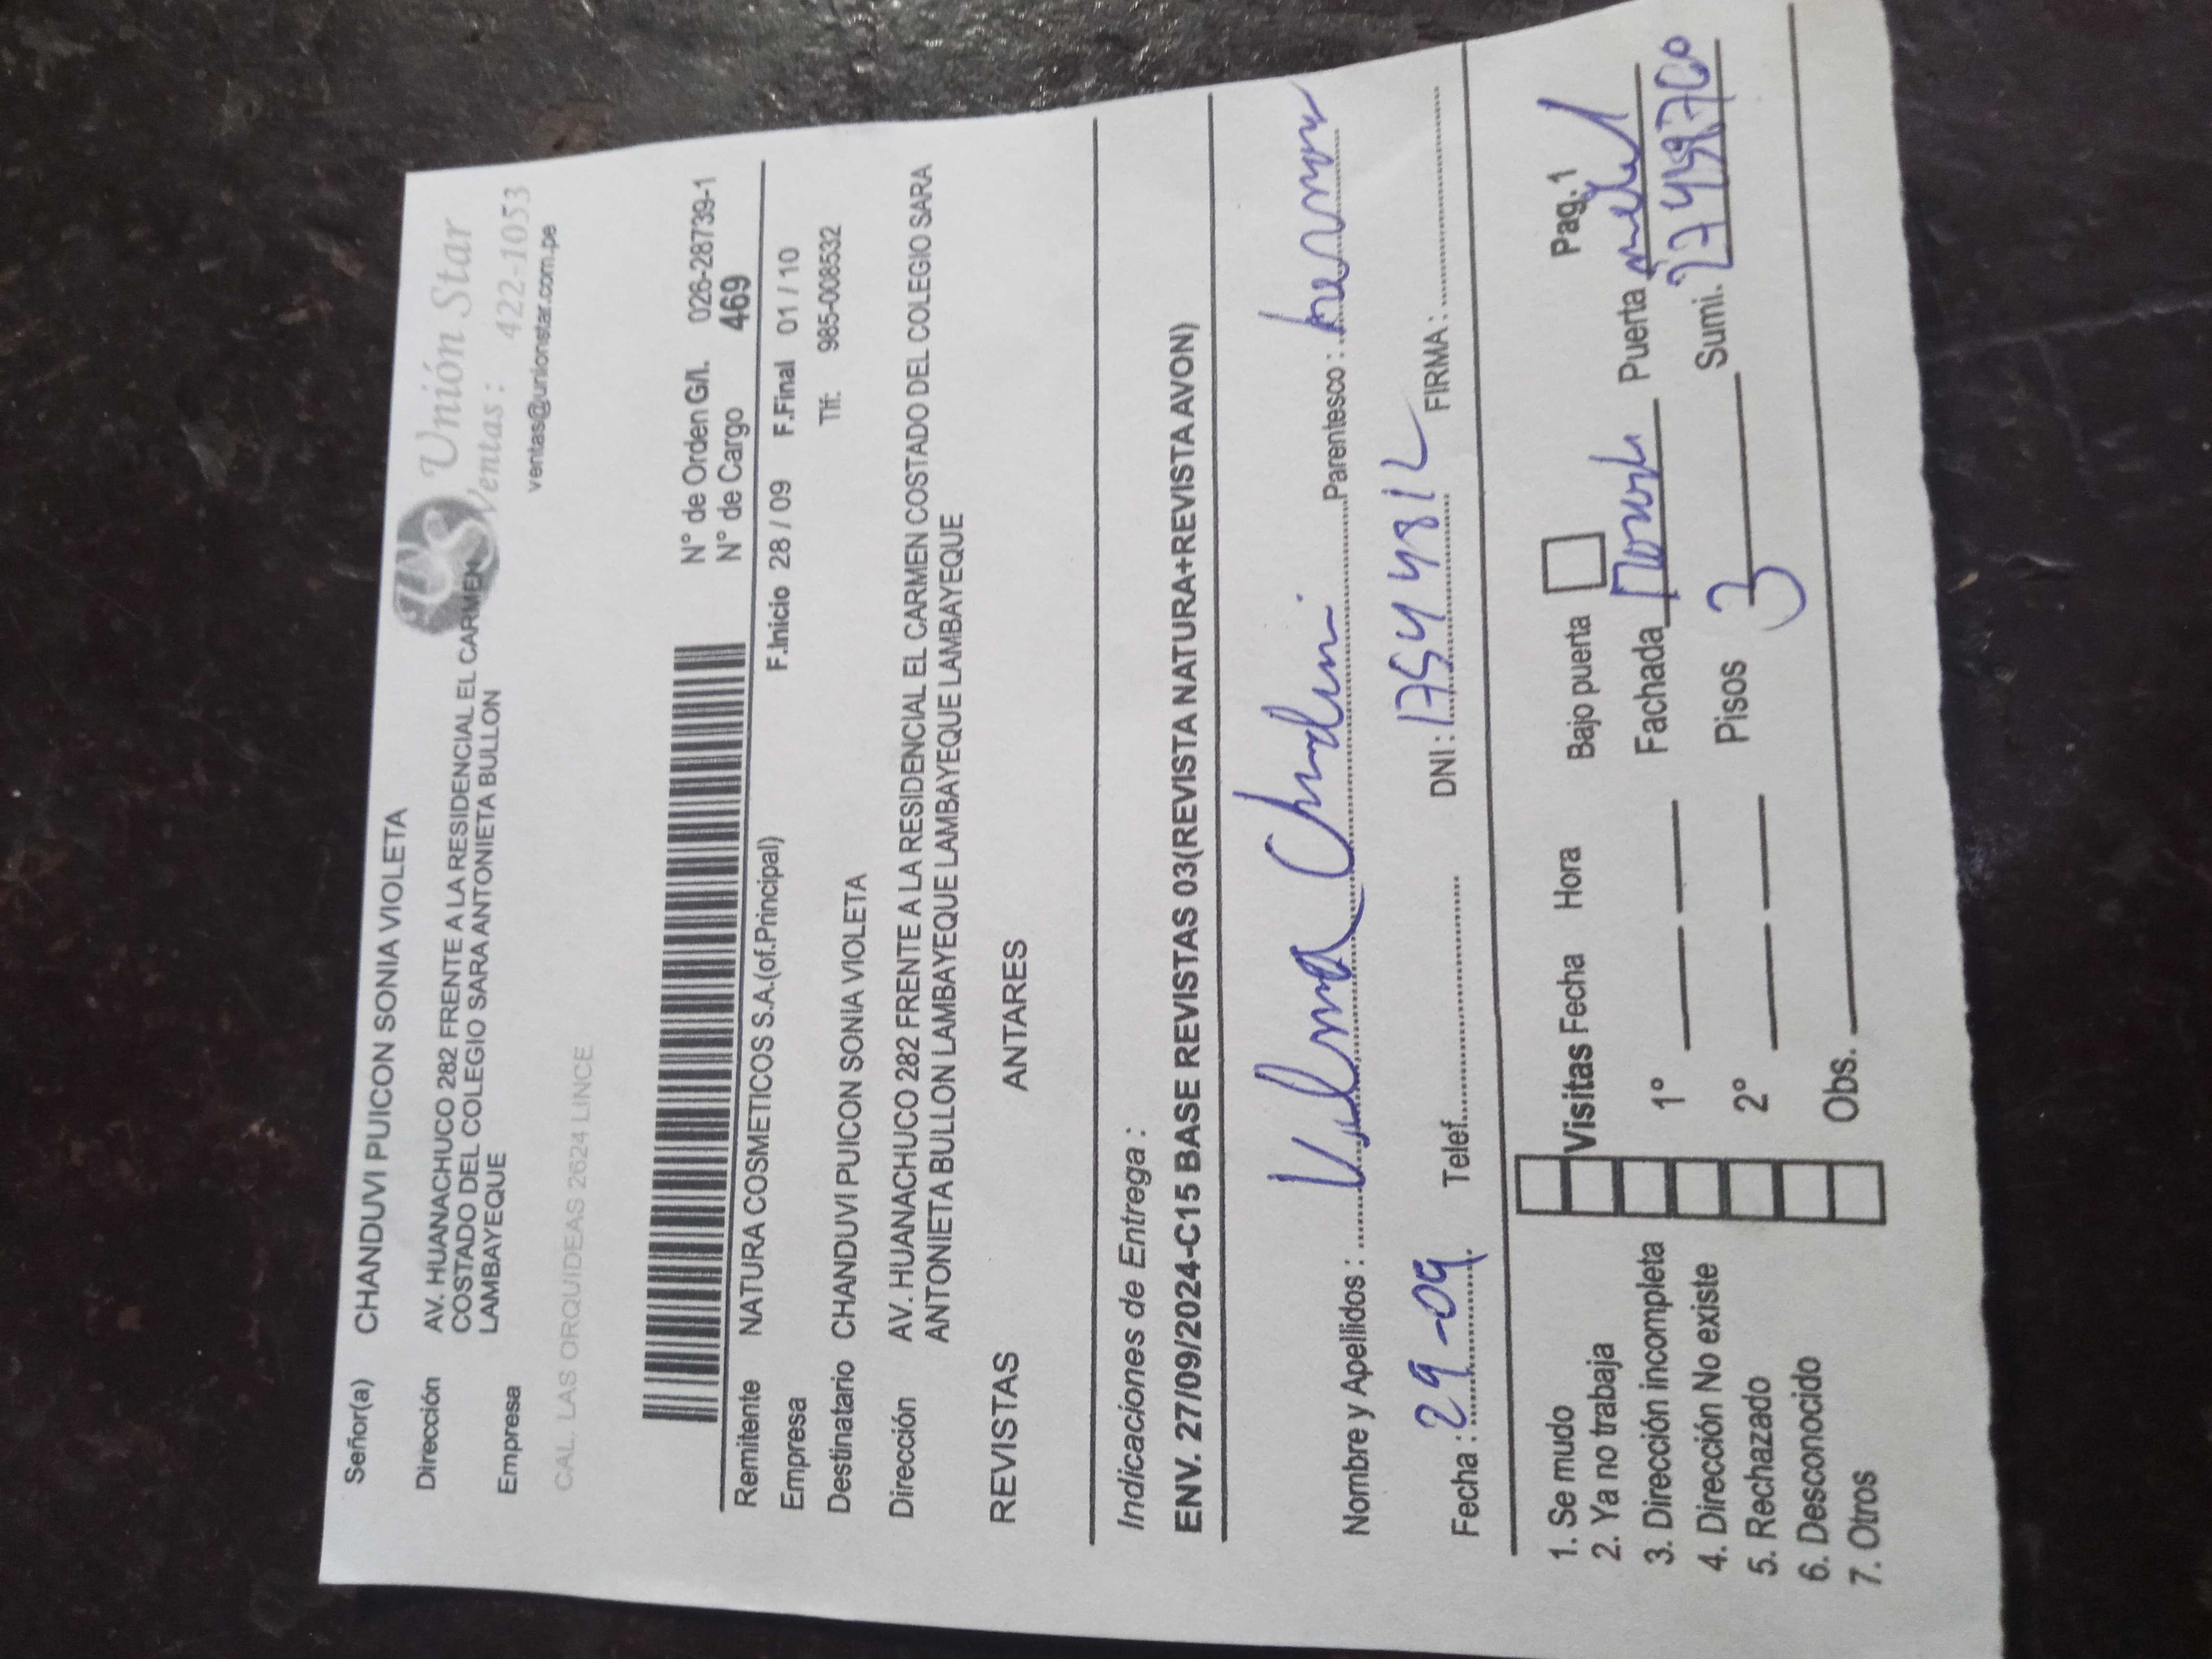 Señor(a) CHANDUVI PUICON SONIA VIOLETA
Unión Star
Ventas : 422-1053
ventas@unionstar.com.pe
Dirección AV. HUANACHUCO 282 FRENTE A LA RESIDENCIAL EL CARMEN
COSTADO DEL COLEGIO SARA ANTONIETA BULLON
LAMBAYEQUE
Empresa
CAL. LAS ORQUIDEAS 2624 LINCE
N° de Orden G/I. 026-28739-1
N° de Cargo 469
Remitente NATURA COSMETICOS S.A.(of.Principal) F.Inicio 28 / 09 F.Final 01 / 10
Empresa
Tlf: 985-008532
Destinatario CHANDUVI PUICON SONIA VIOLETA
Dirección AV. HUANACHUCO 282 FRENTE A LA RESIDENCIAL EL CARMEN COSTADO DEL COLEGIO SARA
ANTONIETA BULLON LAMBAYEQUE LAMBAYEQUE LAMBAYEQUE
REVISTAS ANTARES
Indicaciones de Entrega :
ENV. 27/09/2024-C15 BASE REVISTAS 03(REVISTA NATURA+REVISTA AVON)
Nombre y Apellidos : Vilma Parentesco :
Fecha : 29-09 Telef. DNI : FIRMA :
1. Se mudo Visitas Fecha Hora Bajo puerta Pag.1
2. Ya no trabaja
3. Dirección incompleta 1° Fachada Puerta
4. Dirección No existe
5. Rechazado 2° Pisos 3 Sumi.
6. Desconocido
7. Otros Obs.